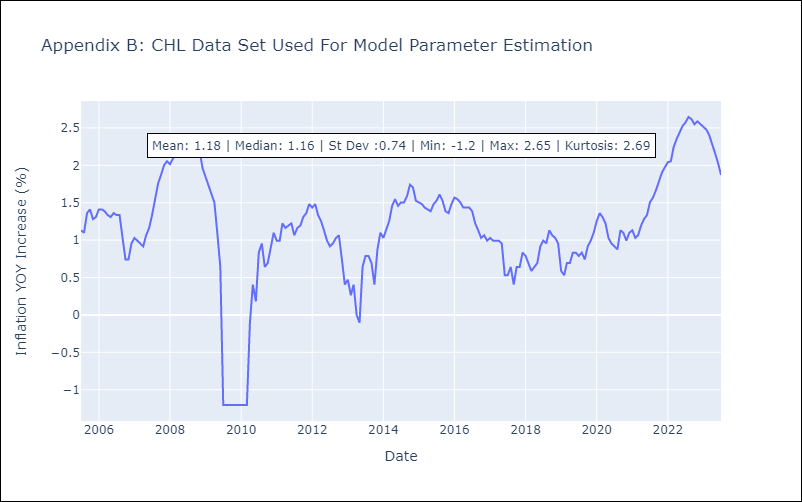 Appendix B: CHL Data Set Used For Model Parameter Estimation
Mean: 1.18 | Median: 1.16 | St Dev :0.74 | Min: -1.2 | Max: 2.65 | Kurtosis: 2.69
Inflation YOY Increase (%)
2.5
2
1.5
1
0.5
0
−0.5
−1
2006 2008 2010 2012 2014 2016 2018 2020 2022
Date